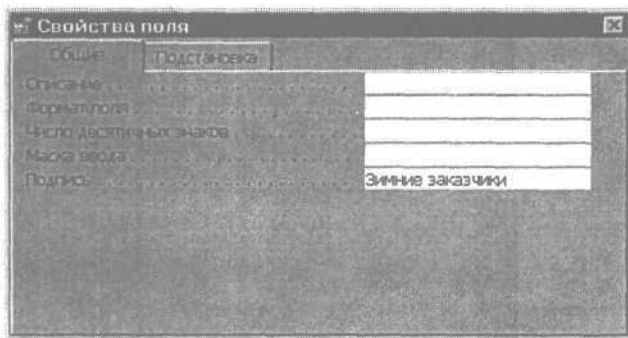 Свойства поля
Общие Подстановка
Описание
Формат поля
Число десятичных знаков
Маска ввода
Подпись Зимние заказчики